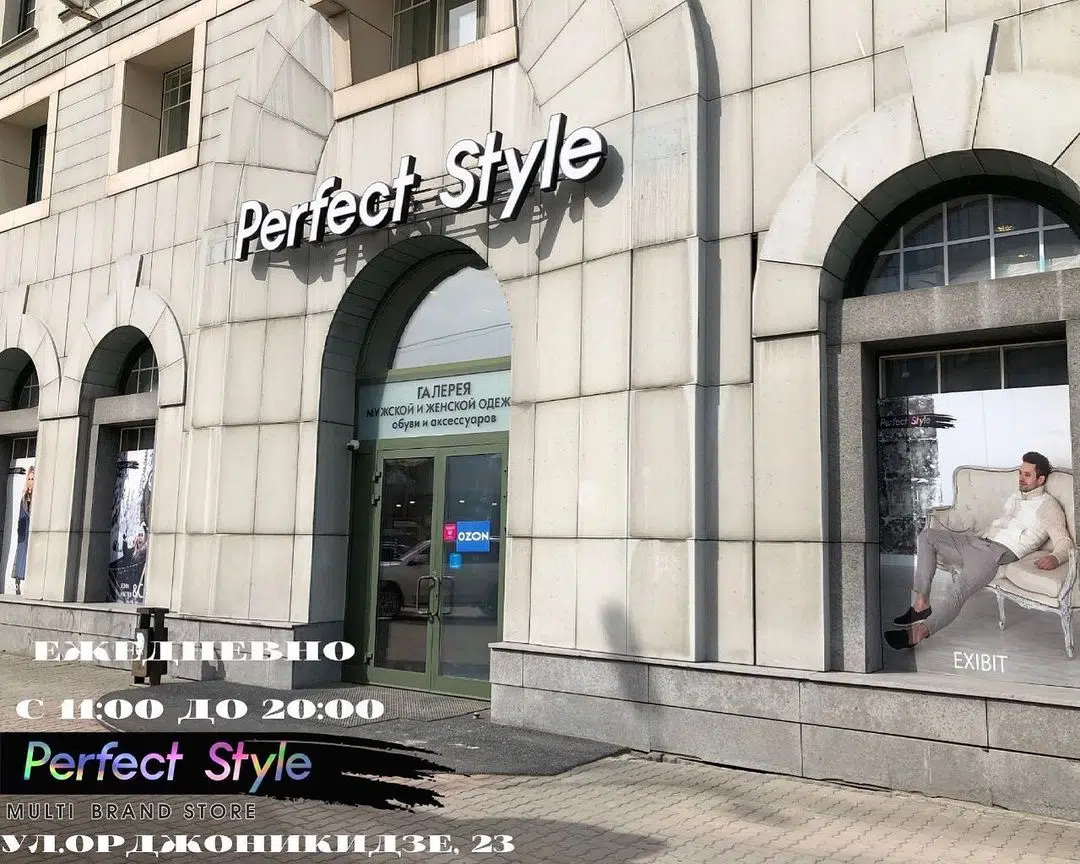 Perfect Style
ГАЛЕРЕЯ
МУЖСКОЙ И ЖЕНСКОЙ ОДЕЖ
обуви и аксессуаров
OZON
Perfect Style
EXIBIT
ЕЖЕДНЕВНО
С 11:00 ДО 20:00
Perfect Style
MULTI BRAND STORE
УЛ.ОРДЖОНИКИДЗЕ, 23